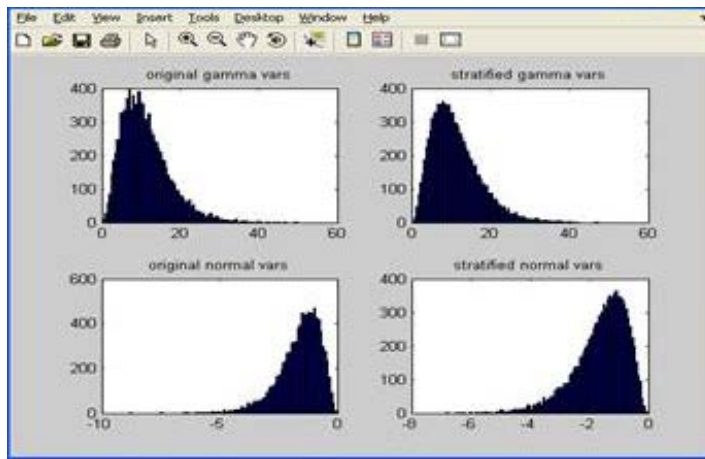 File Edit View Insert Tools Desktop Window Help
original gamma vars
400
300
200
100
0
0 20 40 60
stratified gamma vars
400
300
200
100
0
0 20 40 60
original normal vars
600
400
200
0
-10 -5 0
stratified normal vars
400
300
200
100
0
-8 -6 -4 -2 0